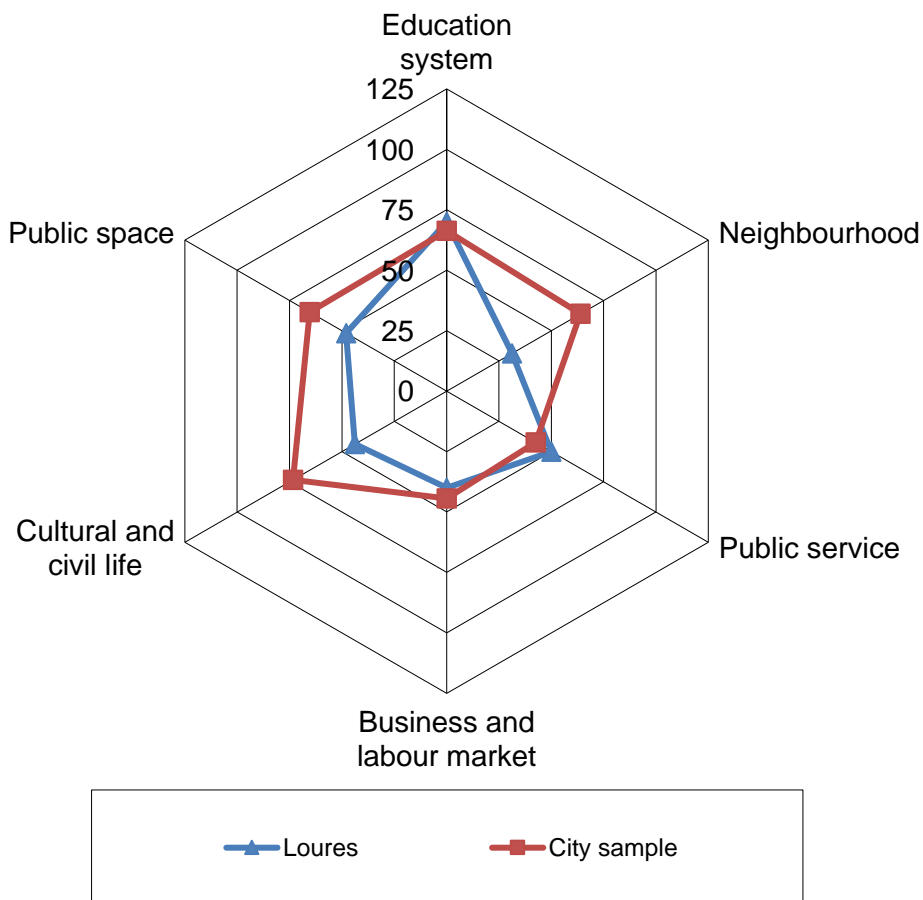 Education
system
125
100
75
50
25
0
Public space
Neighbourhood
Cultural and
civil life
Public service
Business and
labour market
Loures
City sample